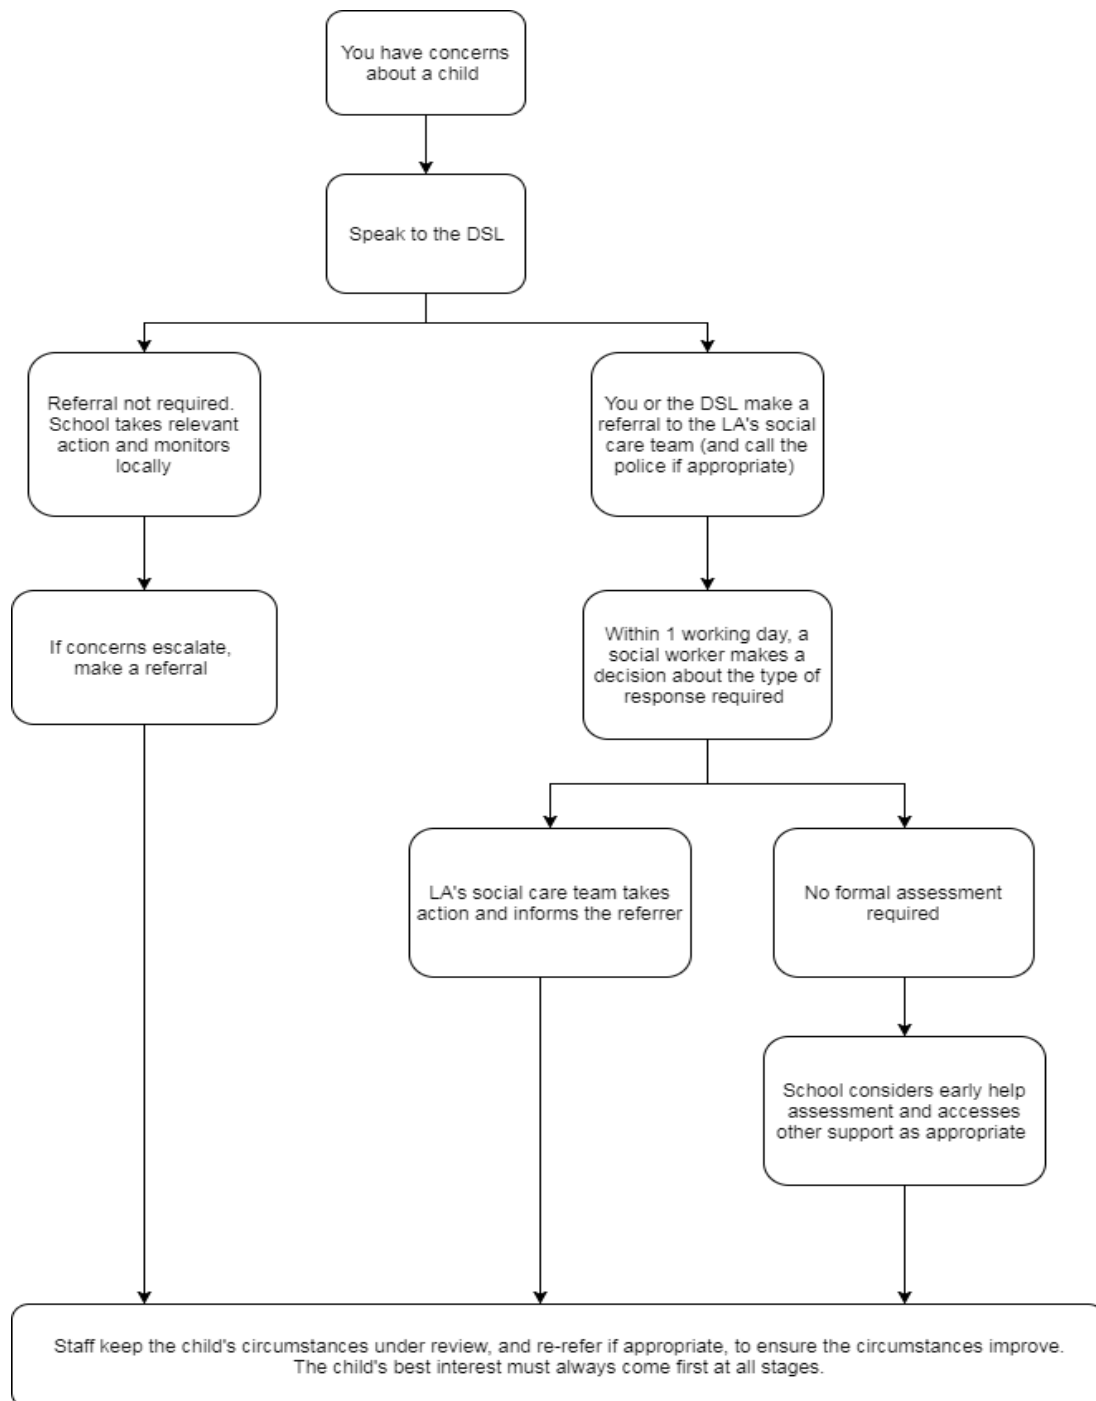 You have concerns
about a child
Speak to the DSL
Referral not required.
School takes relevant
action and monitors
locally
You or the DSL make a
referral to the LA's social
care team (and call the
police if appropriate)
If concerns escalate,
make a referral
Within 1 working day, a
social worker makes a
decision about the type of
response required
LA's social care team takes
action and informs the referrer
No formal assessment
required
School considers early help
assessment and accesses
other support as appropriate
Staff keep the child's circumstances under review, and re-refer if appropriate, to ensure the circumstances improve.
The child's best interest must always come first at all stages.